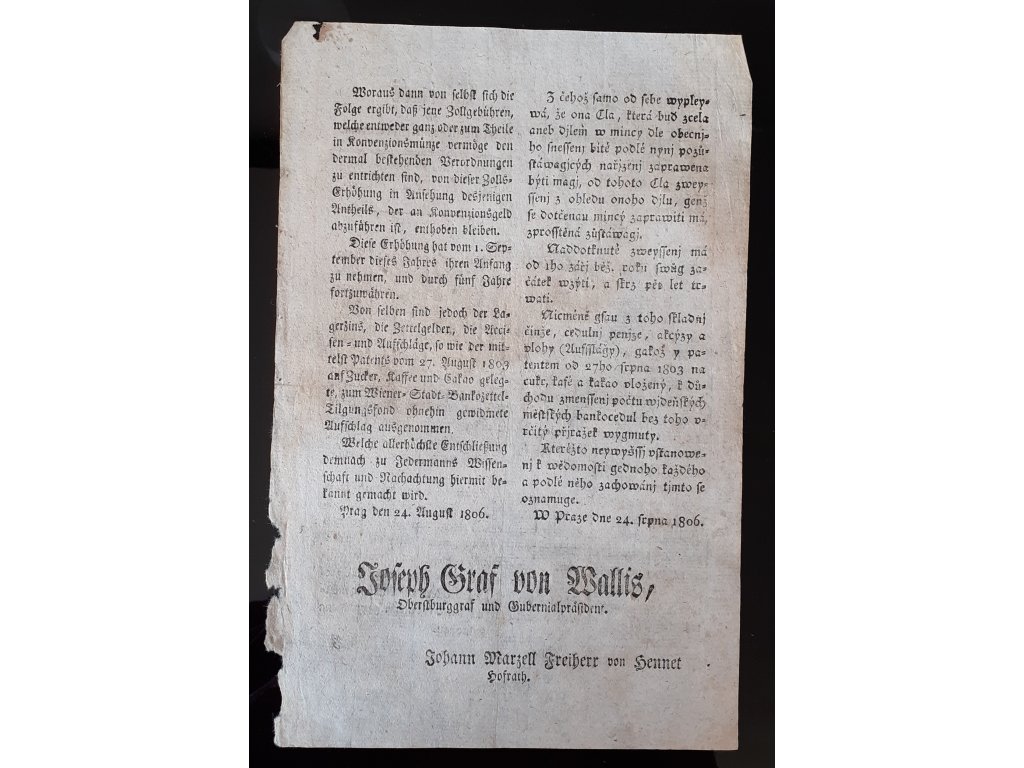 Woraus dann von selbst sich die
Folge ergibt, daß jene Zollgebühren,
welche entweder ganz oder zum Theile
in Konvenzionsmünze vermöge den
dermal bestehenden Verordnungen
zu entrichten sind, von dieser Zolls-
Erhöhung in Ansehung desjenigen
Antheils, der an Konvenzionsgeld
abzuführen ist, enthoben bleiben.
Diese Erhöhung hat vom 1. Sep-
tember dieses Jahres ihren Anfang
zu nehmen, und durch fünf Jahre
fortzuwähren.
Von selben sind jedoch der La-
gerzins, die Zettelgelder, die Accis-
sen- und Aufschläge, so wie der mit-
telst Patents vom 27. August 1803
auf Zucker, Kaffee und Cakao geleg-
te, zum Wiener-Stadt-Bankozettel-
Tilgungsfond ohnehin gewidmete
Aufschlag ausgenommen.
Welche allerhöchste Entschließung
demnach zu Jedermanns Wissen-
schaft und Nachachtung hiermit be-
kannt gemacht wird.
Prag den 24. August 1806.
Z čehož samo od sebe wypley-
wá, že ona Cla, která buď zcela
aneb djlem w mincy dle obecnj-
ho snessenj bité podlé nynj pozů-
stáwagjcých nařjzenj zaprawena
býti magj, od tohoto Cla zwey-
ssenj z ohledu onoho djlu, genž
se dotčenau mincý zaprawiti má,
zprosstěná zůstáwagj.
Naddotknuté zweyssenj má
od 1ho zářj běž. roku swůg za-
čátek wzýti, a skrz pět let tr-
wati.
Nicméně gsau z toho skladnj
činže, cedulnj penjze, akcýzy a
wlohy (Aufsslágy), gakož y pa-
tentem od 27ho srpna 1803 na
cukr, kafé a kakao wložený, k dů-
chodu zmenssenj počtu wjdeňských
městských bankocedul bez toho v-
rčitý přjražek wygmuty.
Kteréžto neywyššj vstanowe-
nj k wědomosti gednoho každého
a podlé něho zachowánj tjmto se
oznamuge.
W Praze dne 24. srpna 1806.
Joseph Graf von Wallis,
Oberstburggraf und Gubernialpräsident.
Johann Marzell Freiherr von Hennet
Hofrath.